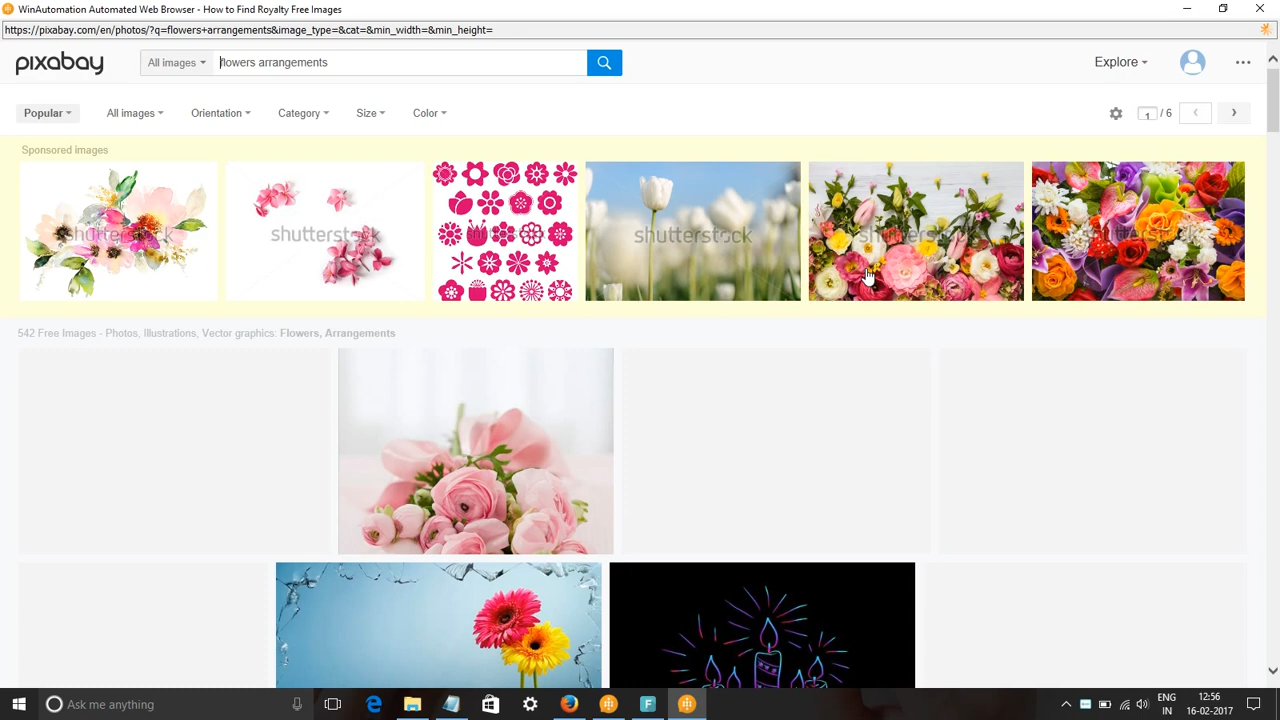 WinAutomation Automated Web Browser - How to Find Royalty Free Images
https://pixabay.com/en/photos/?q=flowers+arrangements&image_type=&cat=&min_width=&min_height=
pixabay All images flowers arrangements Explore
Popular All images Orientation Category Size Color 1 / 6
Sponsored images
shutterstock shutterstock shutterstock shutterstock shutterstock shutterstock
542 Free Images - Photos, Illustrations, Vector graphics: Flowers, Arrangements
Ask me anything
ENG
IN
12:56
16-02-2017